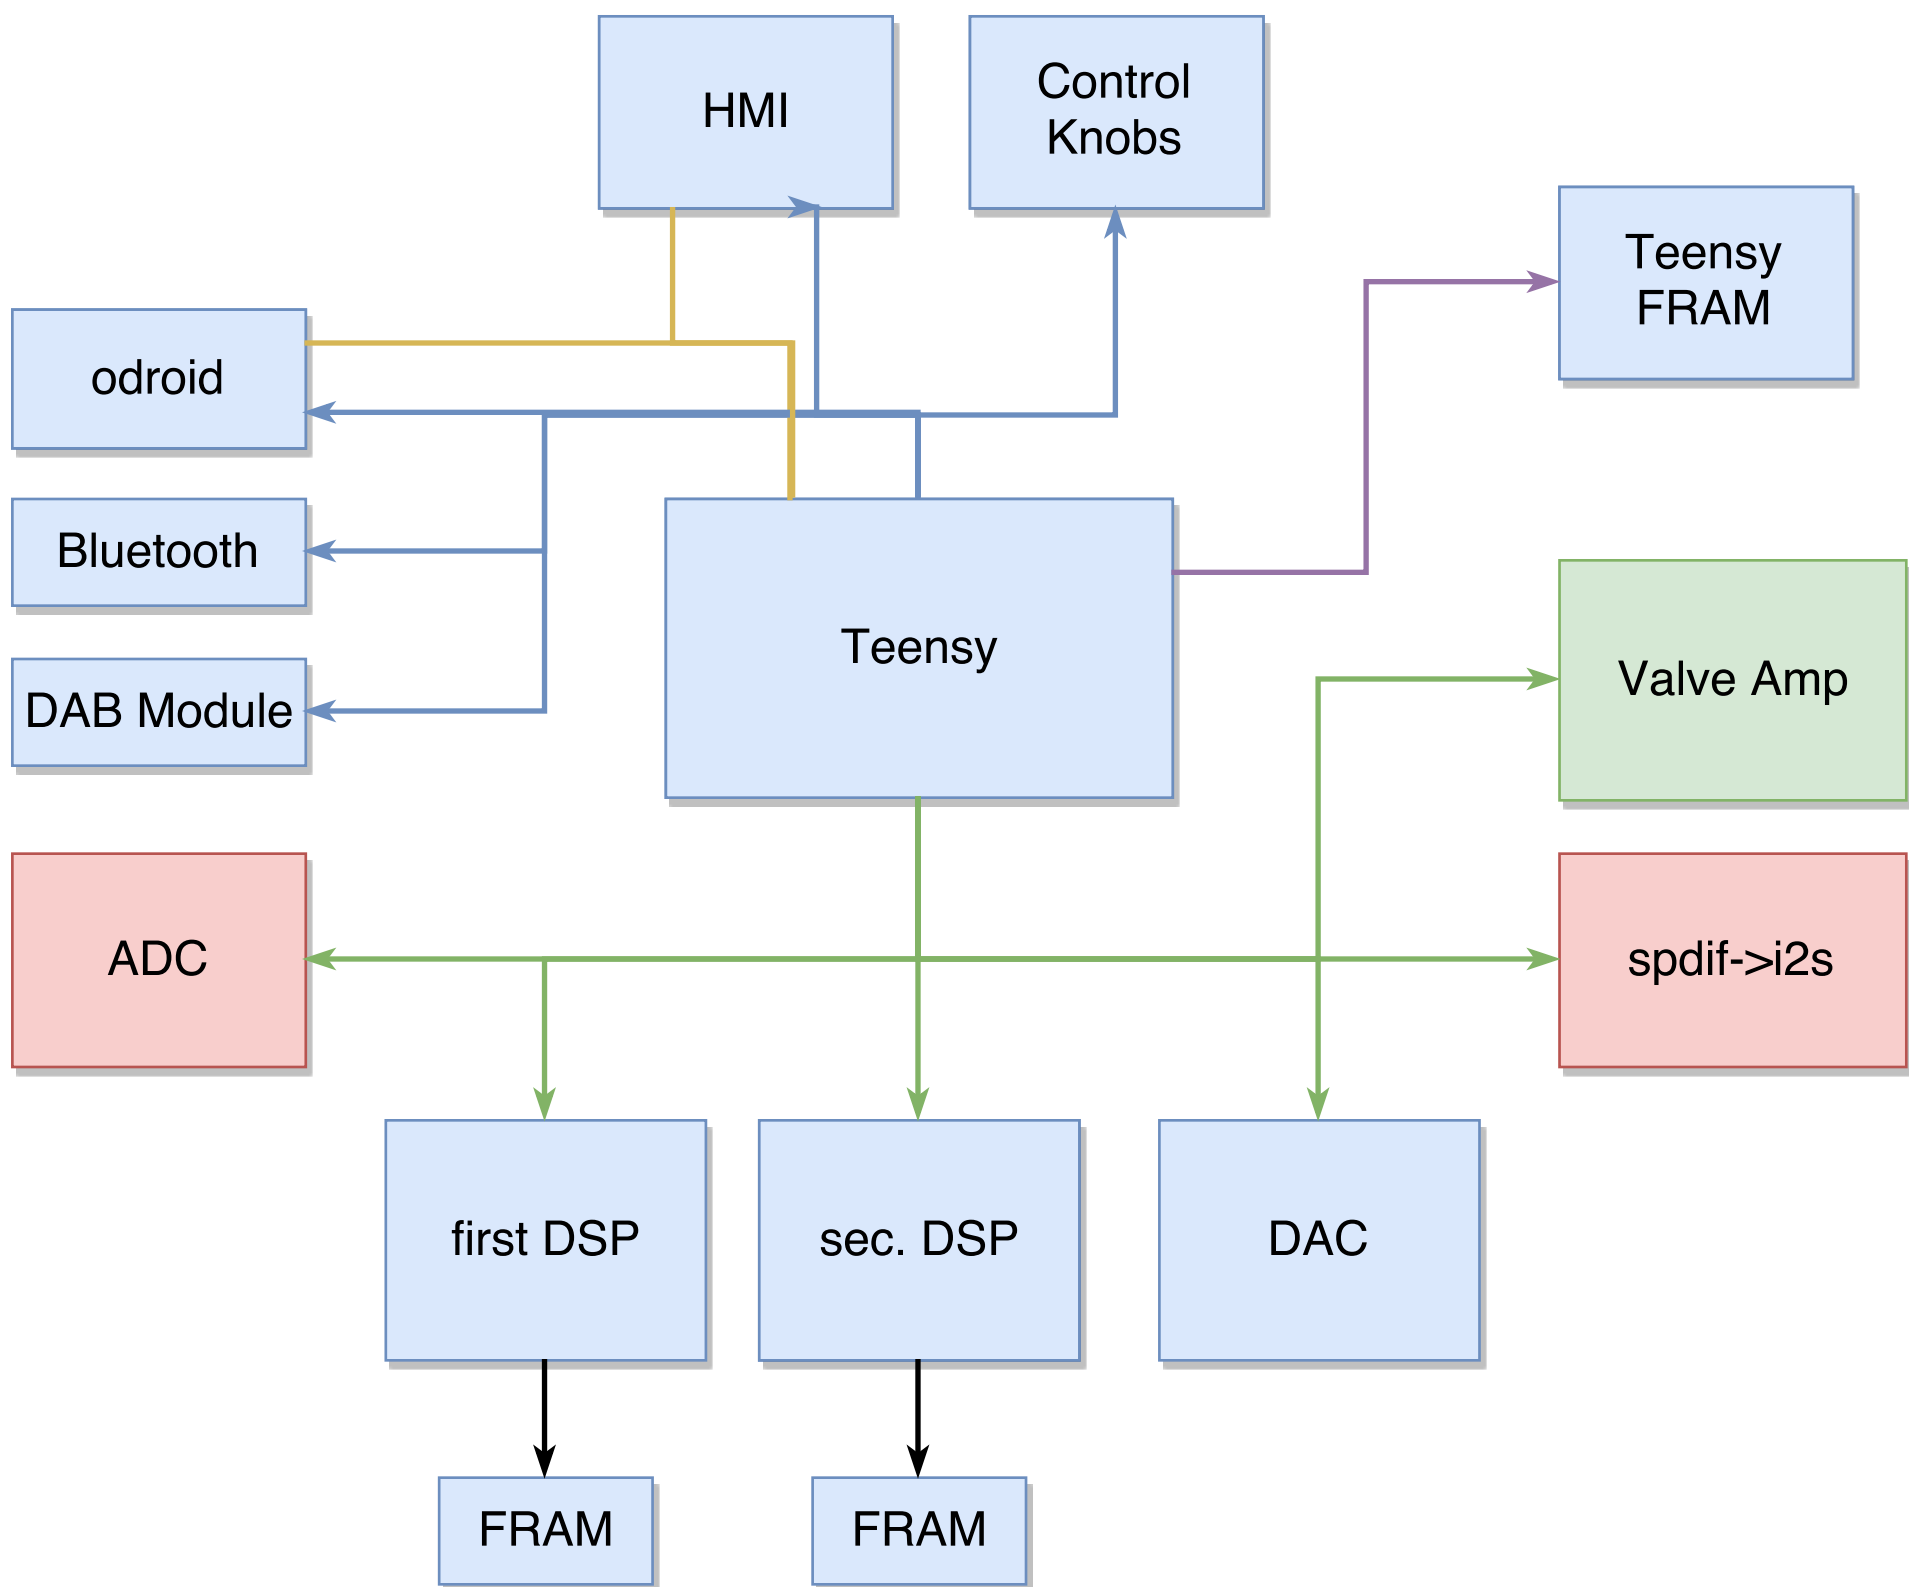 HMI
Control
Knobs
Teensy
FRAM
odroid
Bluetooth
DAB Module
Teensy
Valve Amp
ADC
spdif->i2s
first DSP
sec. DSP
DAC
FRAM
FRAM